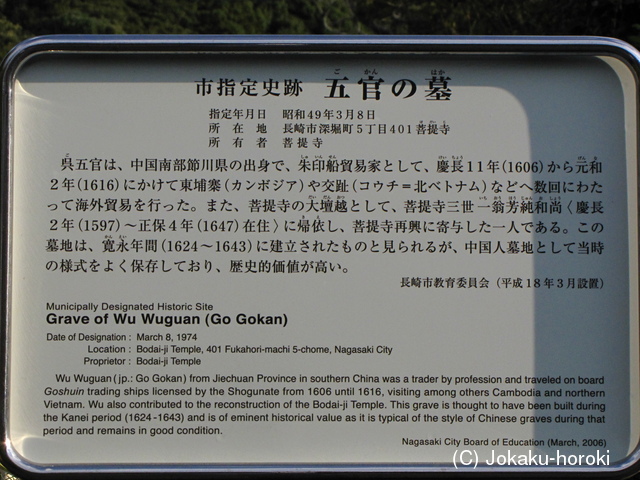 市指定史跡 五官の墓
指定年月日 昭和49年3月8日
所在地 長崎市深堀町5丁目401菩提寺
所有者 菩提寺
呉五官は、中国南部節川県の出身で、朱印船貿易家として、慶長11年(1606)から元和
2年(1616)にかけて東埔寨(カンボジア)や交趾(コウチ=北ベトナム)などへ数回にわた
って海外貿易を行った。また、菩提寺の大壇越として、菩提寺三世一翁芳純和尚〈慶長
2年(1597)～正保4年(1647)在住〉に帰依し、菩提寺再興に寄与した一人である。この
墓地は、寛永年間(1624～1643)に建立されたものと見られるが、中国人墓地として当時
の様式をよく保存しており、歴史的価値が高い。
長崎市教育委員会(平成18年3月設置)
Municipally Designated Historic Site
Grave of Wu Wuguan (Go Gokan)
Date of Designation : March 8, 1974
Location : Bodai-ji Temple, 401 Fukahori-machi 5-chome, Nagasaki City
Proprietor : Bodai-ji Temple
Wu Wuguan (jp.: Go Gokan) from Jiechuan Province in southern China was a trader by profession and traveled on board
Goshuin trading ships licensed by the Shogunate from 1606 until 1616, visiting among others Cambodia and northern
Vietnam. Wu also contributed to the reconstruction of the Bodai-ji Temple. This grave is thought to have been built during
the Kanei period (1624-1643) and is of eminent historical value as it is typical of the style of Chinese graves during that
period and remains in good condition.
Nagasaki City Board of Education (March, 2006)
(C) Jokaku-horoki